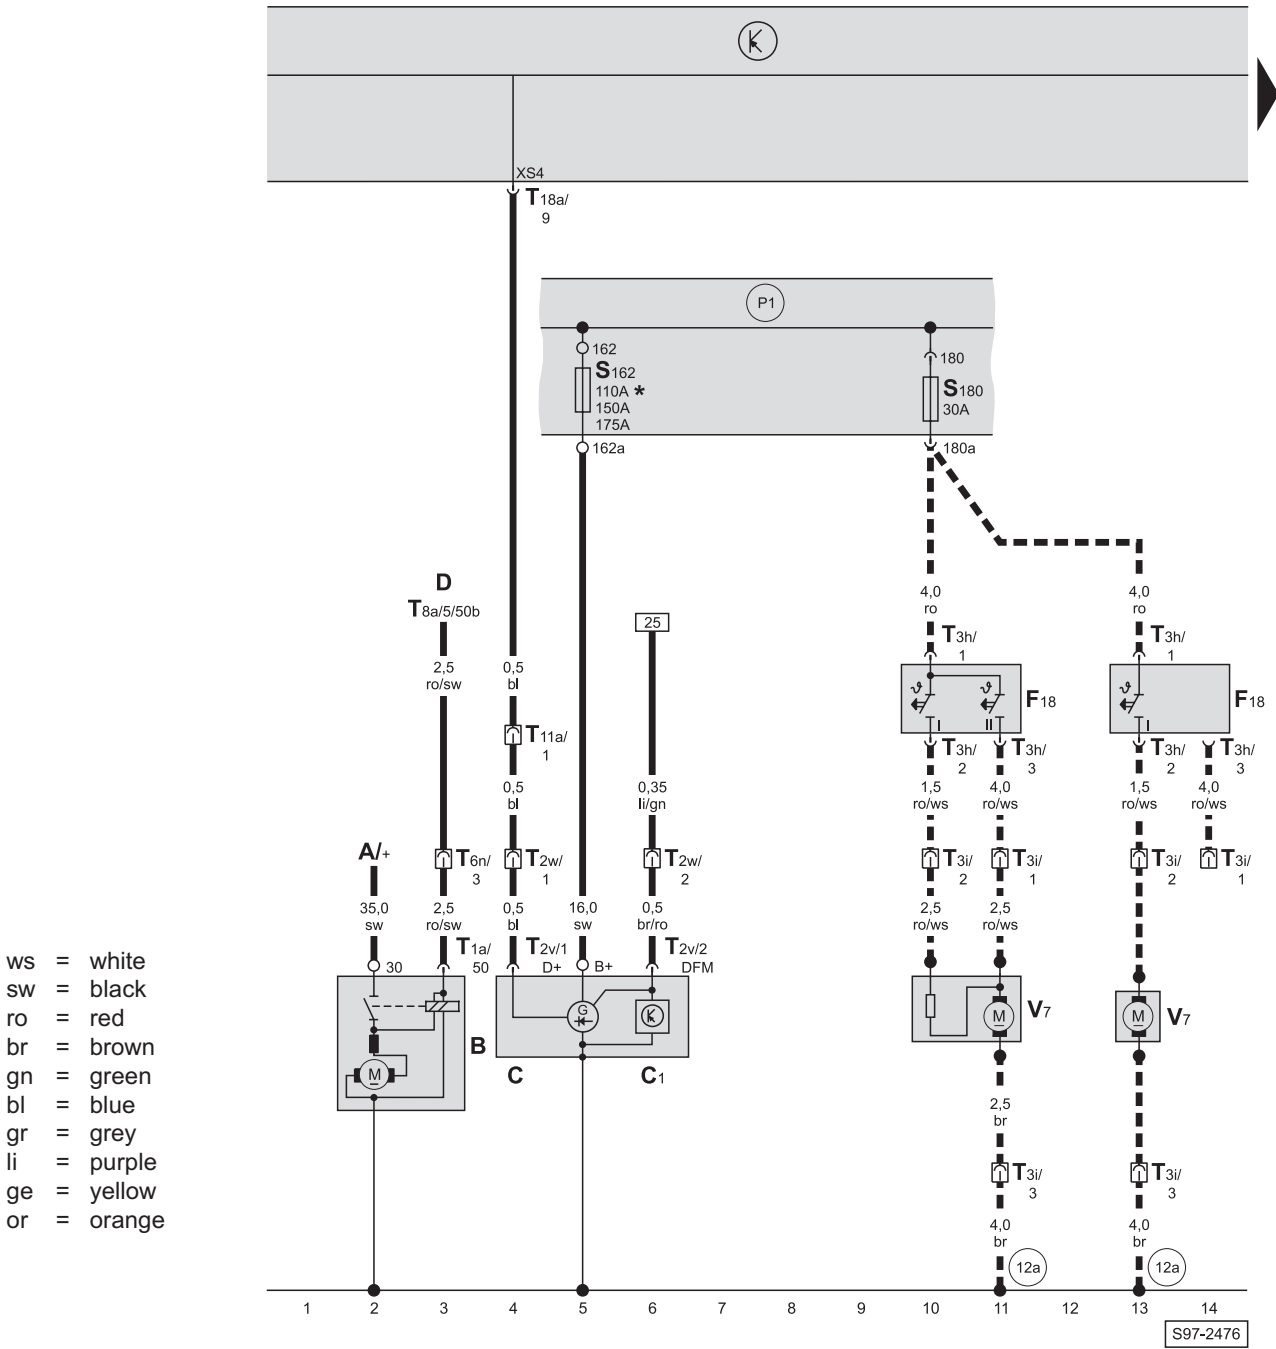 XS4
T18a/
9
P1
162
S162
110A *
150A
175A
162a
180
S180
30A
180a
D
T8a/5/50b
25
4,0
ro
4,0
ro
T3h/
1
T3h/
1
2,5
ro/sw
0,5
bl
F18
F18
I
II
I
T11a/
1
T3h/
2
T3h/
3
T3h/
2
T3h/
3
0,5
bl
0,35
li/gn
1,5
ro/ws
4,0
ro/ws
1,5
ro/ws
4,0
ro/ws
A/+
T6n/
3
T2w/
1
T2w/
2
T3i/
2
T3i/
1
T3i/
2
T3i/
1
35,0
sw
2,5
ro/sw
0,5
bl
16,0
sw
0,5
br/ro
2,5
ro/ws
2,5
ro/ws
30
T1a/
50
T2v/1
D+
B+
T2v/2
DFM
G
M
B
C
C1
M
V7
M
V7
ws = white
sw = black
ro = red
br = brown
gn = green
bl = blue
gr = grey
li = purple
ge = yellow
or = orange
2,5
br
T3i/
3
T3i/
3
4,0
br
4,0
br
12a
12a
1 2 3 4 5 6 7 8 9 10 11 12 13 14
S97-2476